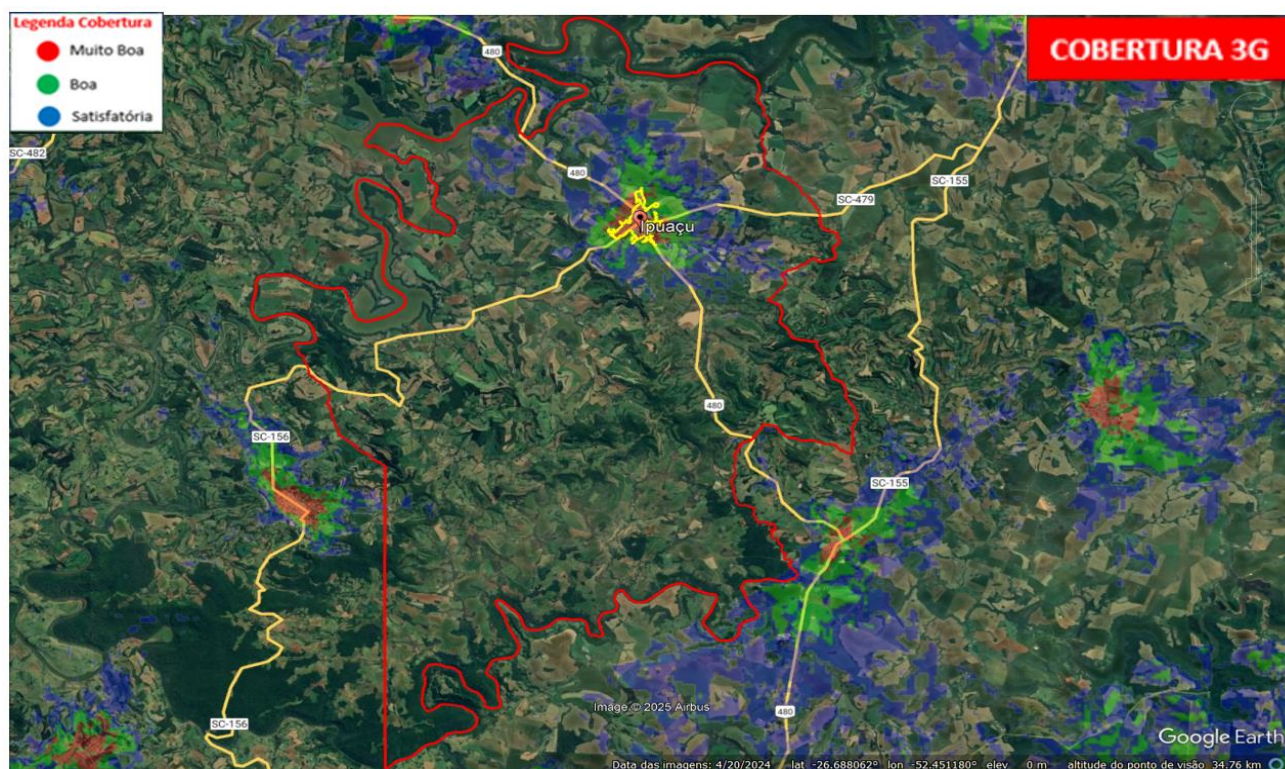 Legenda Cobertura
Muito Boa
Boa
Satisfatória
COBERTURA 3G
480
SC-482
480
SC-155
SC-479
Ipuaçu
480
SC-156
SC-155
Image © 2025 Airbus
480
SC-156
Google Earth
Data das imagens: 4/20/2024 lat -26.688062° lon -52.451180° elev 0 m altitude do ponto de visão 34.76 km